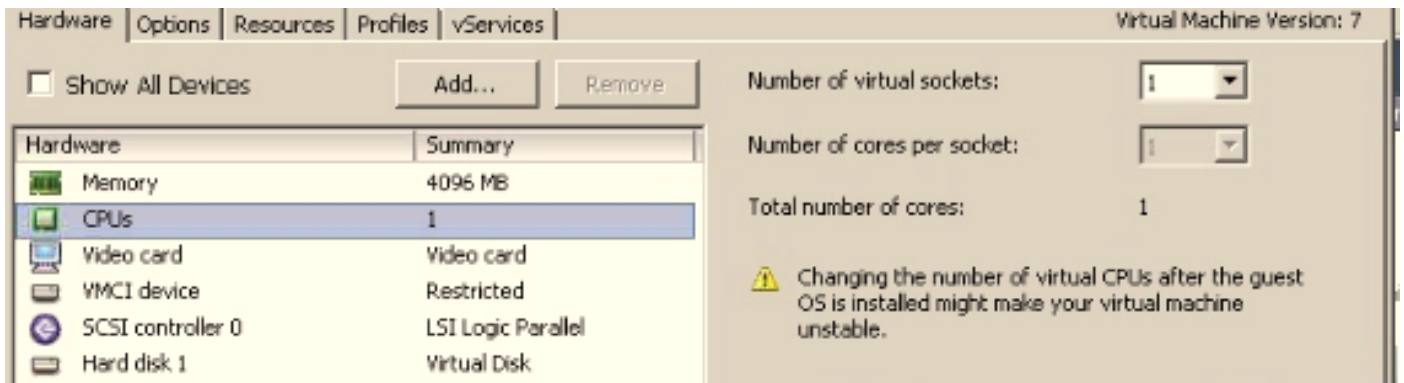 Hardware Options Resources Profiles vServices Virtual Machine Version: 7
Show All Devices Add... Remove
Number of virtual sockets: 1
Hardware Summary
Number of cores per socket: 1
Memory 4096 MB
CPUs 1
Total number of cores: 1
Video card Video card
VMCI device Restricted
SCSI controller 0 LSI Logic Parallel
Hard disk 1 Virtual Disk
Changing the number of virtual CPUs after the guest
OS is installed might make your virtual machine
unstable.